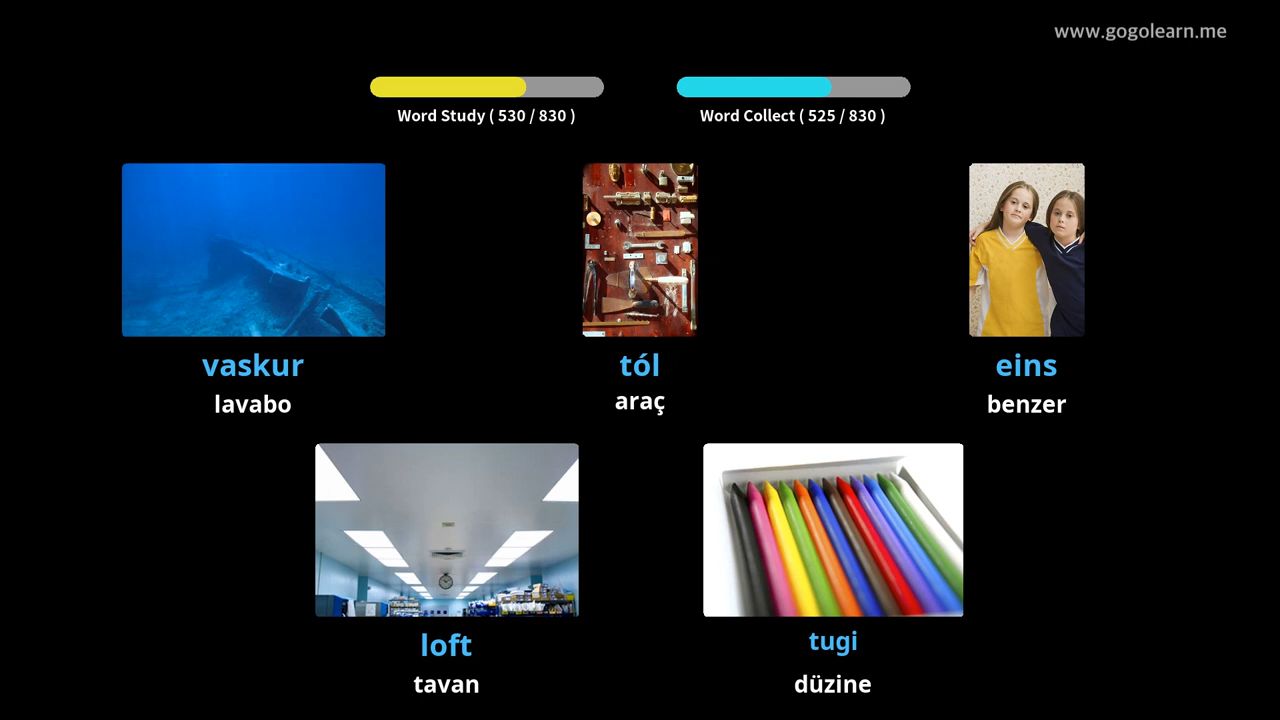 www.gogolearn.me
Word Study ( 530 / 830 )
Word Collect ( 525 / 830 )
vaskur
lavabo
tól
araç
eins
benzer
loft
tavan
tugi
düzine